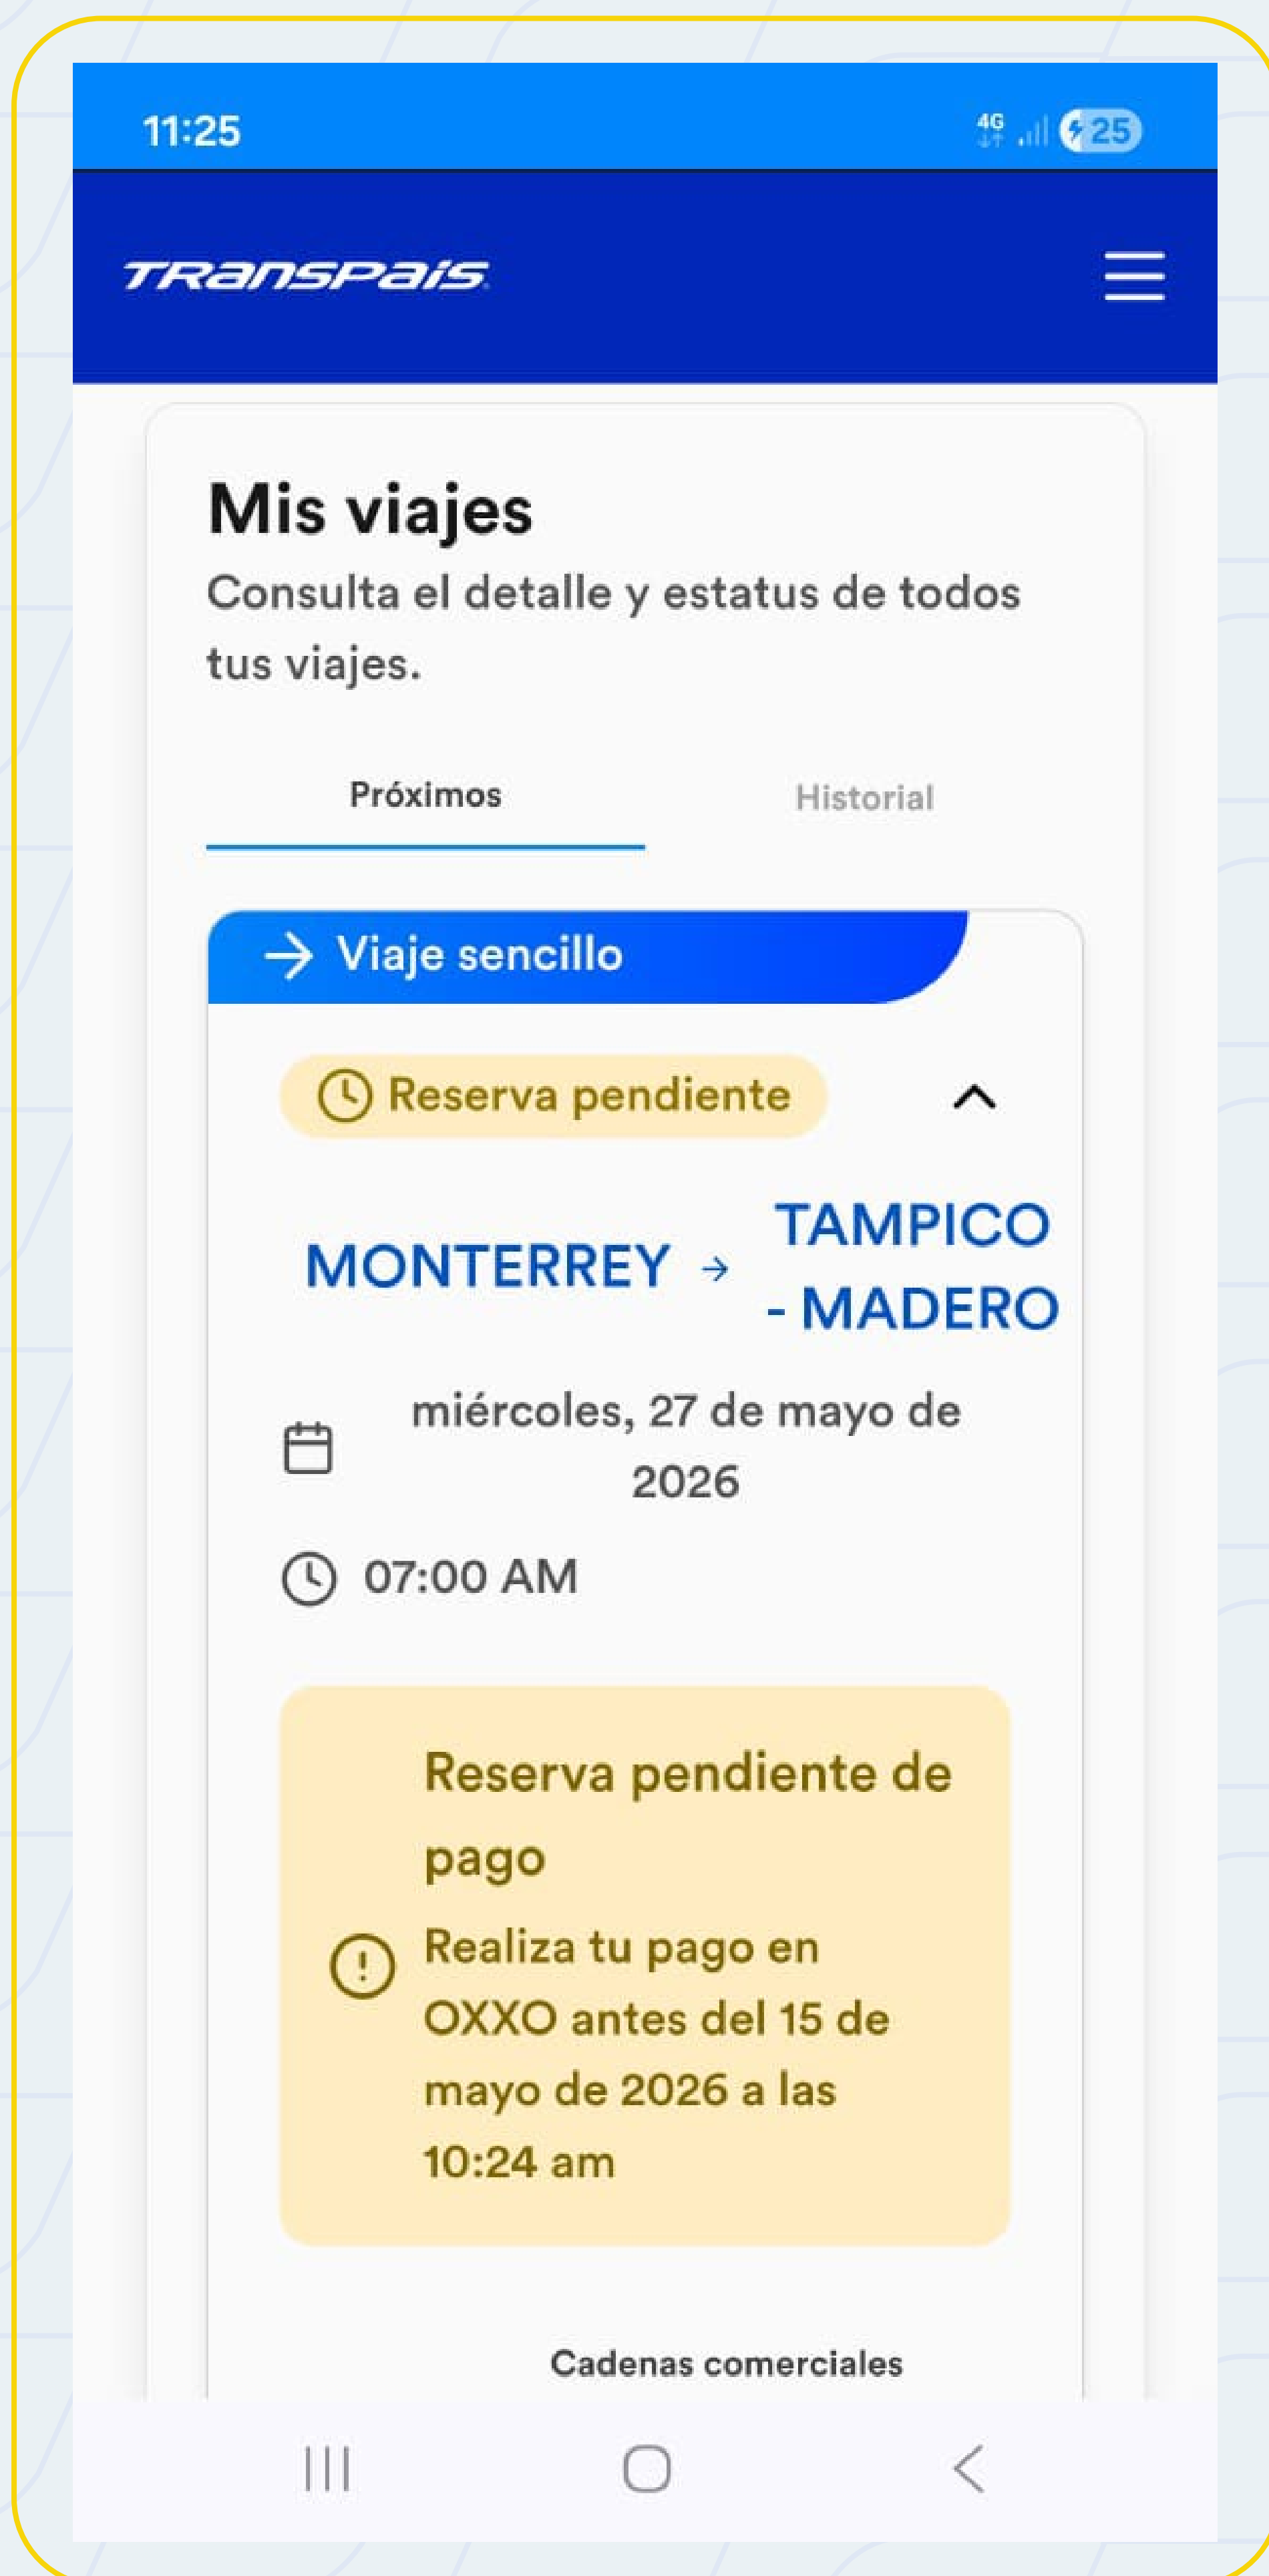 11:25
4G
25
TRANSPAIS
Mis viajes
Consulta el detalle y estatus de todos
tus viajes.
Próximos
Historial
Viaje sencillo
Reserva pendiente
MONTERREY
TAMPICO
- MADERO
miércoles, 27 de mayo de
2026
07:00 AM
Reserva pendiente de
pago
Realiza tu pago en
OXXO antes del 15 de
mayo de 2026 a las
10:24 am
Cadenas comerciales